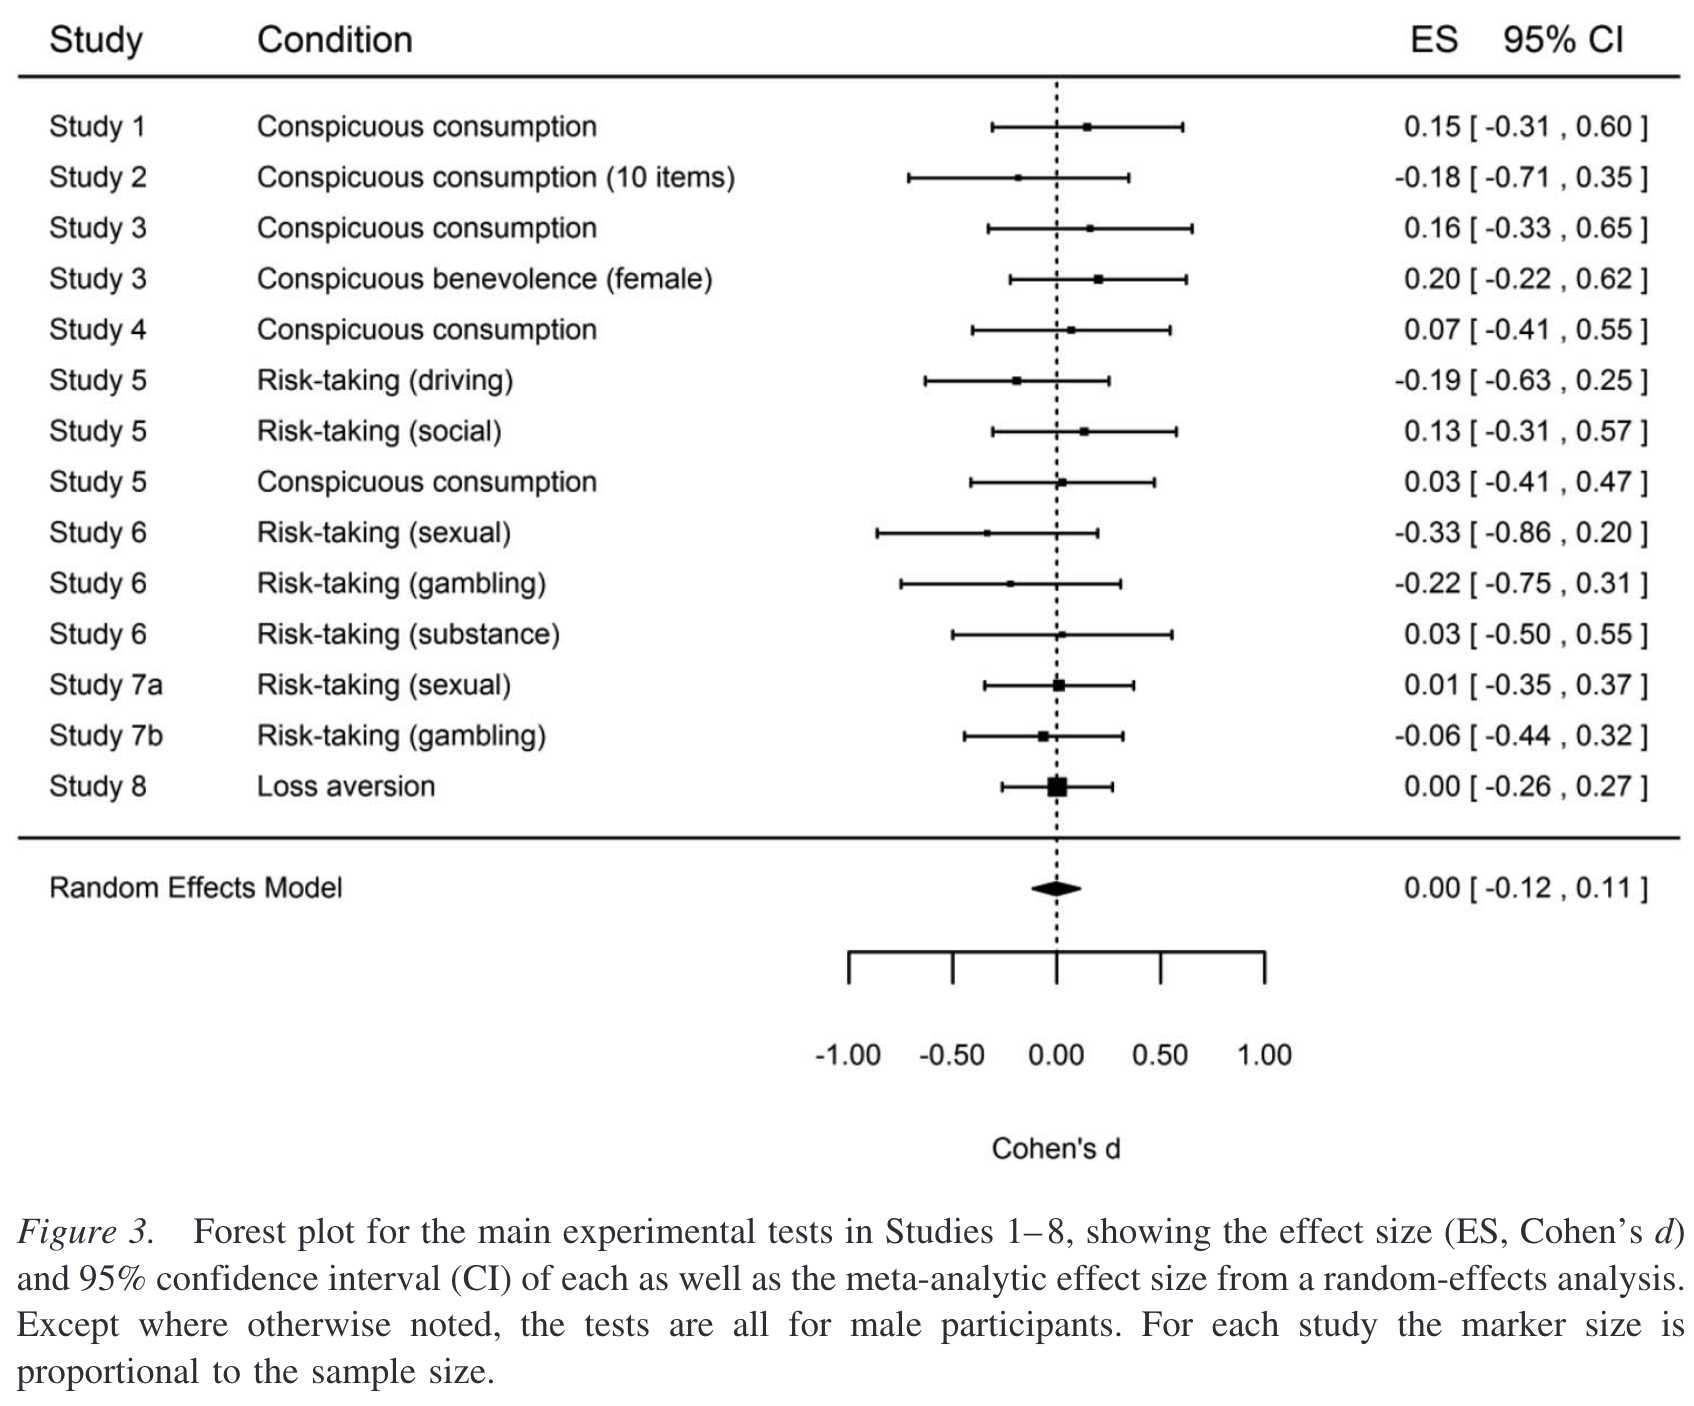 Study Condition ES 95% CI
Study 1 Conspicuous consumption 0.15 [ -0.31 , 0.60 ]
Study 2 Conspicuous consumption (10 items) -0.18 [ -0.71 , 0.35 ]
Study 3 Conspicuous consumption 0.16 [ -0.33 , 0.65 ]
Study 3 Conspicuous benevolence (female) 0.20 [ -0.22 , 0.62 ]
Study 4 Conspicuous consumption 0.07 [ -0.41 , 0.55 ]
Study 5 Risk-taking (driving) -0.19 [ -0.63 , 0.25 ]
Study 5 Risk-taking (social) 0.13 [ -0.31 , 0.57 ]
Study 5 Conspicuous consumption 0.03 [ -0.41 , 0.47 ]
Study 6 Risk-taking (sexual) -0.33 [ -0.86 , 0.20 ]
Study 6 Risk-taking (gambling) -0.22 [ -0.75 , 0.31 ]
Study 6 Risk-taking (substance) 0.03 [ -0.50 , 0.55 ]
Study 7a Risk-taking (sexual) 0.01 [ -0.35 , 0.37 ]
Study 7b Risk-taking (gambling) -0.06 [ -0.44 , 0.32 ]
Study 8 Loss aversion 0.00 [ -0.26 , 0.27 ]
Random Effects Model 0.00 [ -0.12 , 0.11 ]
-1.00 -0.50 0.00 0.50 1.00
Cohen's d
Figure 3. Forest plot for the main experimental tests in Studies 1–8, showing the effect size (ES, Cohen’s d)
and 95% confidence interval (CI) of each as well as the meta-analytic effect size from a random-effects analysis.
Except where otherwise noted, the tests are all for male participants. For each study the marker size is
proportional to the sample size.